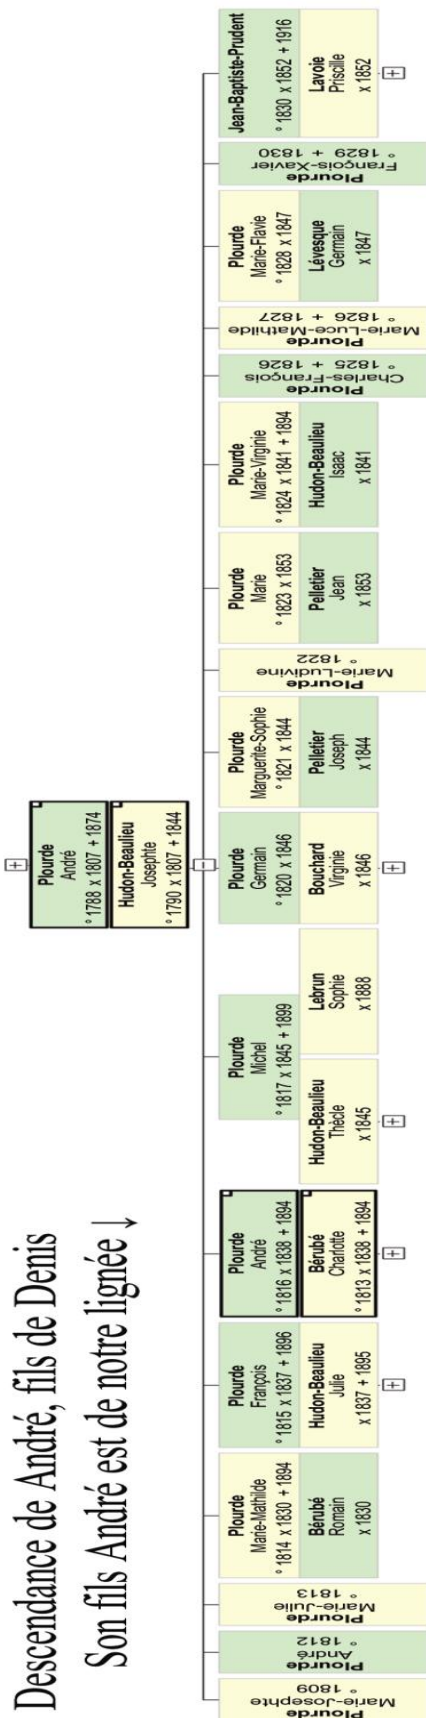 Descendance de André, fils de Denis
Son fils André est de notre lignée ↓
Plourde
André
° 1788 x 1807 + 1874
Hudon-Beaulieu
Josephte
° 1790 x 1807 + 1844
Plourde
Marie-Josephte
° 1809
Plourde
André
° 1812
Plourde
Marie-Julie
° 1813
Plourde
Marie-Mathilde
° 1814 x 1830 + 1894
Bérubé
Romain
x 1830
Plourde
François
° 1815 x 1837 + 1896
Hudon-Beaulieu
Julie
x 1837 + 1895
Plourde
André
° 1816 x 1838 + 1894
Bérubé
Charlotte
° 1813 x 1838 + 1894
Plourde
Michel
° 1817 x 1845 + 1899
Hudon-Beaulieu
Thècle
x 1845
Lebrun
Sophie
x 1888
Plourde
Germain
° 1820 x 1846
Bouchard
Virginie
x 1846
Plourde
Marguerite-Sophie
° 1821 x 1844
Pelletier
Joseph
x 1844
Plourde
Marie-Ludivine
° 1822
Plourde
Marie
° 1823 x 1853
Pelletier
Jean
x 1853
Plourde
Marie-Virginie
° 1824 x 1841 + 1894
Hudon-Beaulieu
Isaac
x 1841
Plourde
Charles-François
° 1825 + 1826
Plourde
Marie-Luce-Mathilde
° 1826 + 1827
Plourde
Marie-Flavie
° 1828 x 1847
Lévesque
Germain
x 1847
Plourde
François-Xavier
° 1829 + 1830
Jean-Baptiste-Prudent
° 1830 x 1852 + 1916
Lavoie
Priscille
x 1852